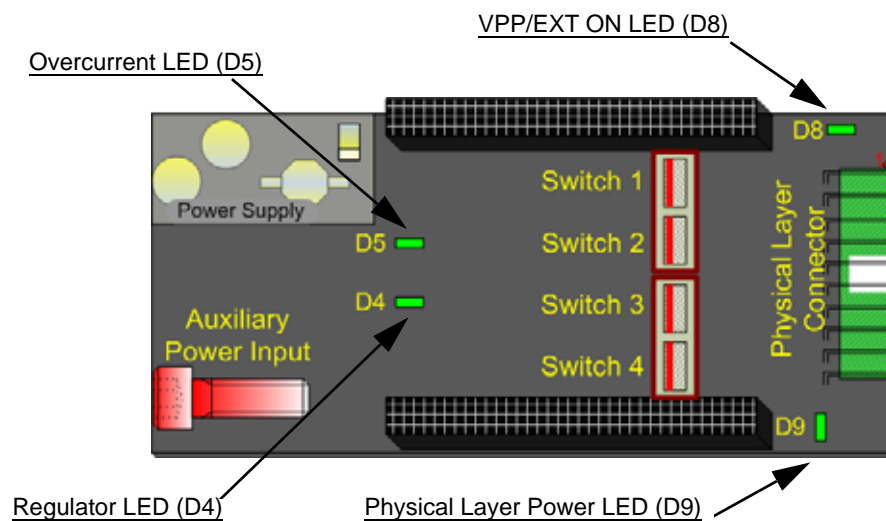 VPP/EXT ON LED (D8)
Overcurrent LED (D5)
D8
Power Supply
Switch 1
Switch 2
Switch 3
Switch 4
D5
D4
Auxiliary
Power Input
Physical Layer
Connector
D9
Regulator LED (D4)
Physical Layer Power LED (D9)